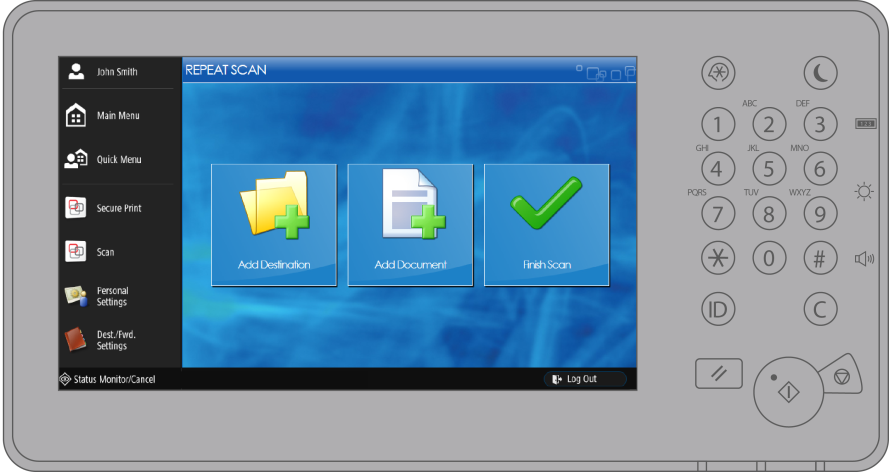 John Smith
REPEAT SCAN
Main Menu
Quick Menu
Secure Print
Scan
Personal
Settings
Dest./Fwd.
Settings
Add Destination
Add Document
Finish Scan
Status Monitor/Cancel
Log Out
ABC DEF
1 2 3
123
GHI JKL MNO
4 5 6
PQRS TUV WXYZ
7 8 9
0 #
ID C